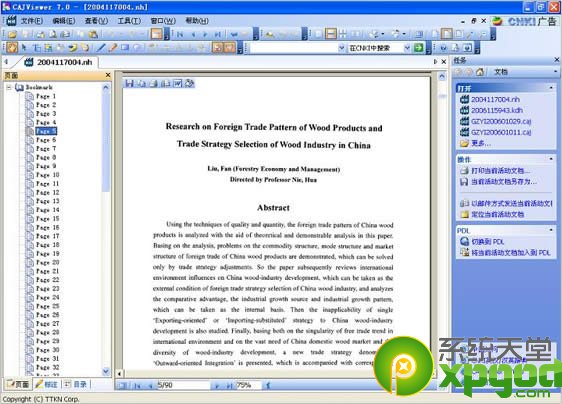 CAJViewer 7.0 - [2004117004.nh]
文件(F) 编辑(E) 查看(V) 工具(T) 窗口(W) 帮助(H)
CNKI 广告
在CNKI中搜索
2004117004.nh
页面
Bookmark
Page 1
Page 2
Page 3
Page 4
Page 5
Page 6
Page 7
Page 8
Page 9
Page 10
Page 11
Page 12
Page 13
Page 14
Page 15
Page 16
Page 17
Page 18
Page 19
Page 20
Page 21
Page 22
Page 23
Page 24
Page 25
Page 26
Page 27
Page 28
Page 29
Page 30
Page 31
Page 32
页面 标注 目录
Research on Foreign Trade Pattern of Wood Products and
Trade Strategy Selection of Wood Industry in China
Liu, Fan (Forestry Economy and Management)
Directed by Professor Nie, Hua
Abstract
Using the techniques of quality and quantity, the foreign trade pattern of China wood
products is analyzed with the aid of theoretical and demonstrable analysis in this paper.
Basing on the analysis, problems on the commodity structure, mode structure and market
structure of foreign trade of China wood products are demonstrated, which can be solved
only by trade strategy adjustments. So the paper subsequently reviews international
environment influences on China wood-industry development, which can be taken as the
external condition of foreign trade strategy selection of China wood industry, and analyzes
the comparative advantage, the industrial growth source and industrial growth pattern,
which can be taken as the internal basis. Then the inapplicability of single
'Exporting-oriented' or 'Importing-substituted' strategy to China wood-industry
development is also studied. Finally, basing both on the singularity of free trade trend in
international environment and on the vast need of China domestic wood market and the
diversity of wood-industry development, a new trade strategy
'Outward-oriented Integration' is presented, which is accompanied with
5/90
75%
任务
文档
打开
2004117004.nh
2006115943.kdh
GZYJ200601029.caj
GZYJ200601011.caj
更多...
操作
打印当前活动文档...
当前活动文档另存为...
以邮件方式发送当前活动
定位当前文档
PDL
切换到 PDL
将当前活动文档加入到 PDL
系统天堂
xpgod
.com
Copyright (C) TTKN Corp.